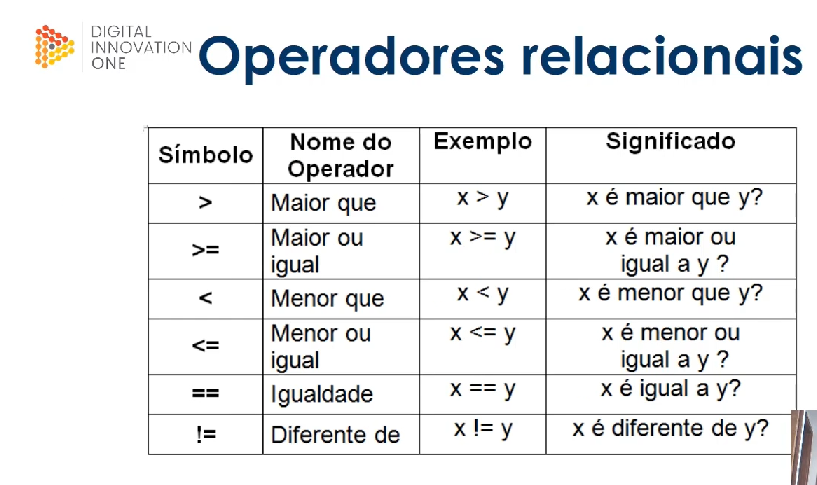 DIGITAL
INNOVATION
ONE
Operadores relacionais
Símbolo Nome do Operador Exemplo Significado
> Maior que x > y x é maior que y?
>= Maior ou igual x >= y x é maior ou igual a y ?
< Menor que x < y x é menor que y?
<= Menor ou igual x <= y x é menor ou igual a y ?
== Igualdade x == y x é igual a y?
!= Diferente de x != y x é diferente de y?